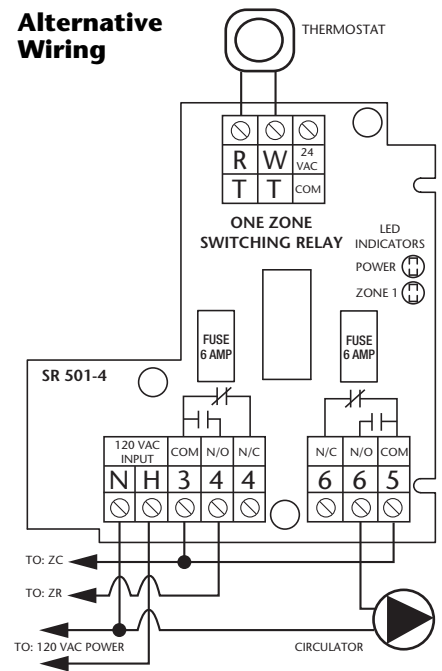 Alternative
Wiring
THERMOSTAT
R W 24 VAC
T T COM
ONE ZONE
SWITCHING RELAY
LED
INDICATORS
POWER
ZONE 1
FUSE
6 AMP
FUSE
6 AMP
SR 501-4
120 VAC
INPUT
COM N/O N/C
N H 3 4 4
N/C N/O COM
6 6 5
TO: ZC
TO: ZR
TO: 120 VAC POWER
CIRCULATOR